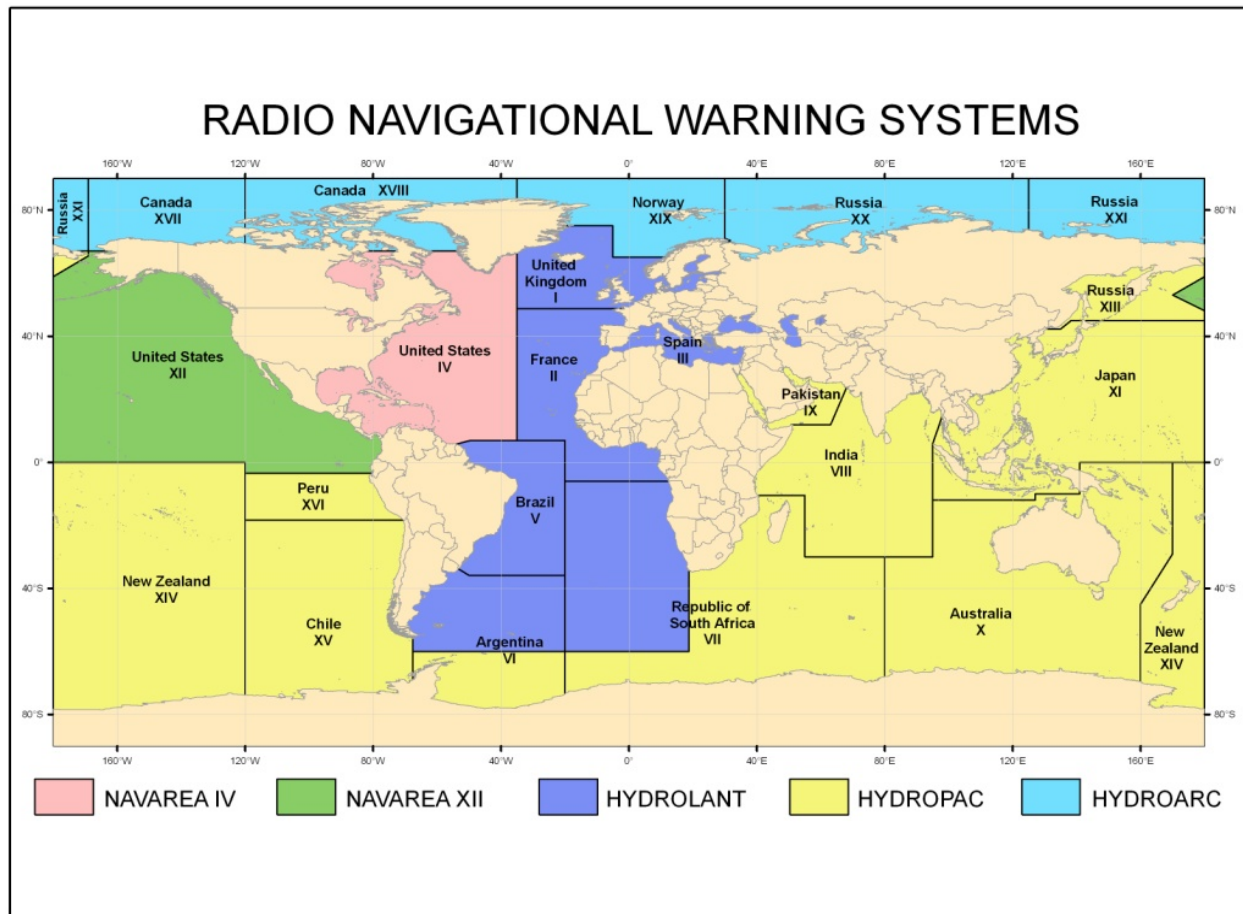 RADIO NAVIGATIONAL WARNING SYSTEMS
160°W 120°W 80°W 40°W 0° 40°E 80°E 120°E 160°E
Russia
XXI
Canada
XVII
Canada XVIII
Norway
XIX
Russia
XX
Russia
XXI
80°N
80°N
United
Kingdom
I
Russia
XIII
40°N
40°N
United States
XII
United States
IV
France
II
Spain
III
Japan
XI
Pakistan
IX
India
VIII
0°
0°
Peru
XVI
Brazil
V
New Zealand
XIV
Chile
XV
Argentina
VI
Republic of
South Africa
VII
Australia
X
New
Zealand
XIV
40°S
40°S
80°S
80°S
160°W 120°W 80°W 40°W 0° 40°E 80°E 120°E 160°E
NAVAREA IV
NAVAREA XII
HYDROLANT
HYDROPAC
HYDROARC